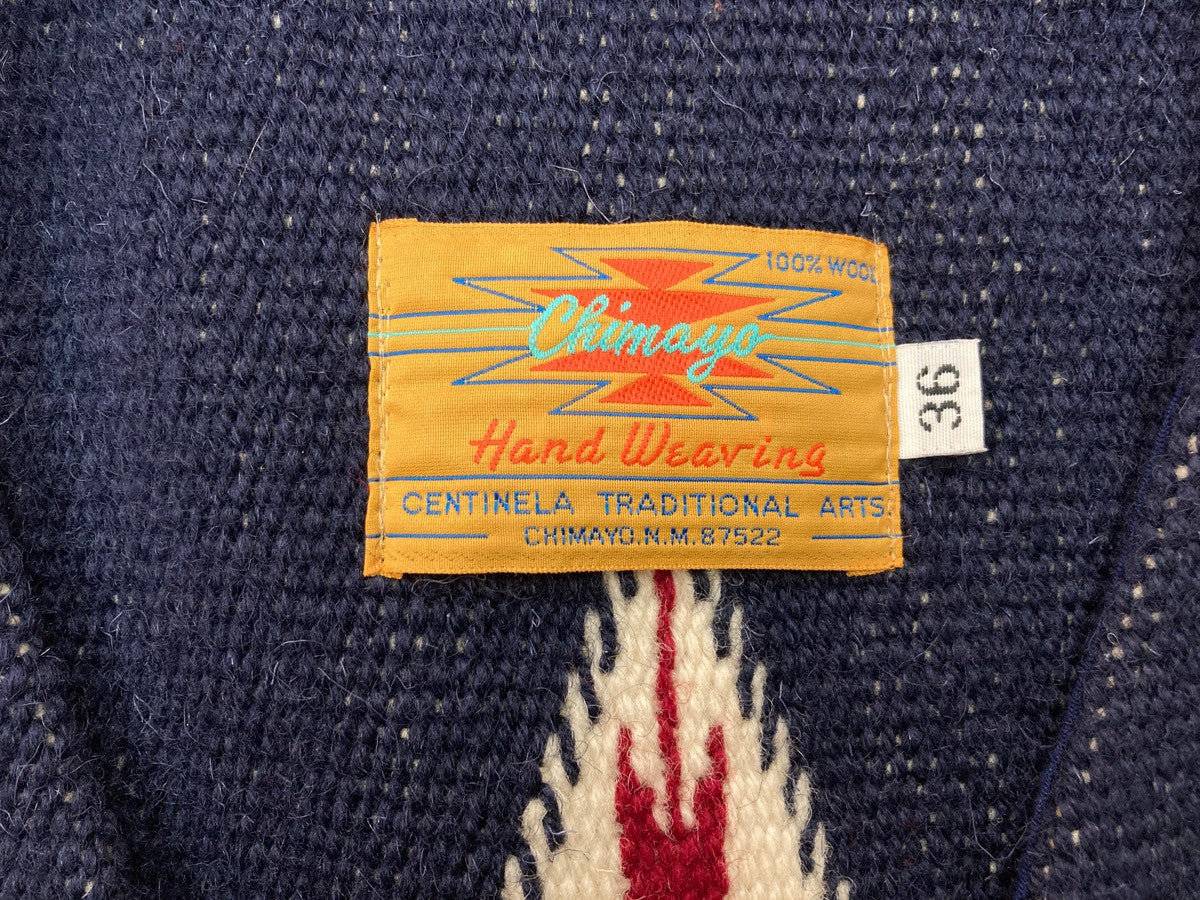 100% WOOL
Chimayo
36
Hand Weaving
CENTINELA TRADITIONAL ARTS
CHIMAYO.N.M.87522